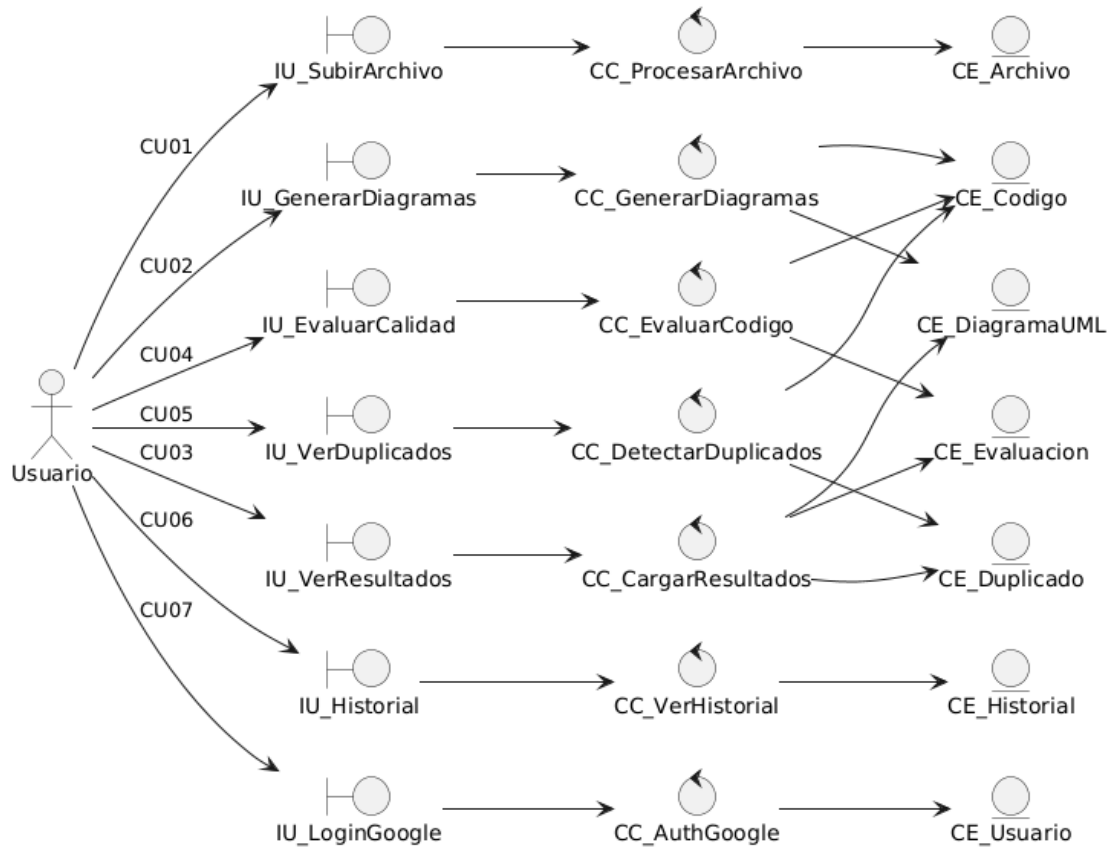 IU_SubirArchivo
CC_ProcesarArchivo
CE_Archivo
CU01
IU_GenerarDiagramas
CC_GenerarDiagramas
CE_Codigo
CU02
IU_EvaluarCalidad
CC_EvaluarCodigo
CE_DiagramaUML
CU04
CU05
IU_VerDuplicados
CC_DetectarDuplicados
CE_Evaluacion
CU03
Usuario
CU06
IU_VerResultados
CC_CargarResultados
CE_Duplicado
CU07
IU_Historial
CC_VerHistorial
CE_Historial
IU_LoginGoogle
CC_AuthGoogle
CE_Usuario